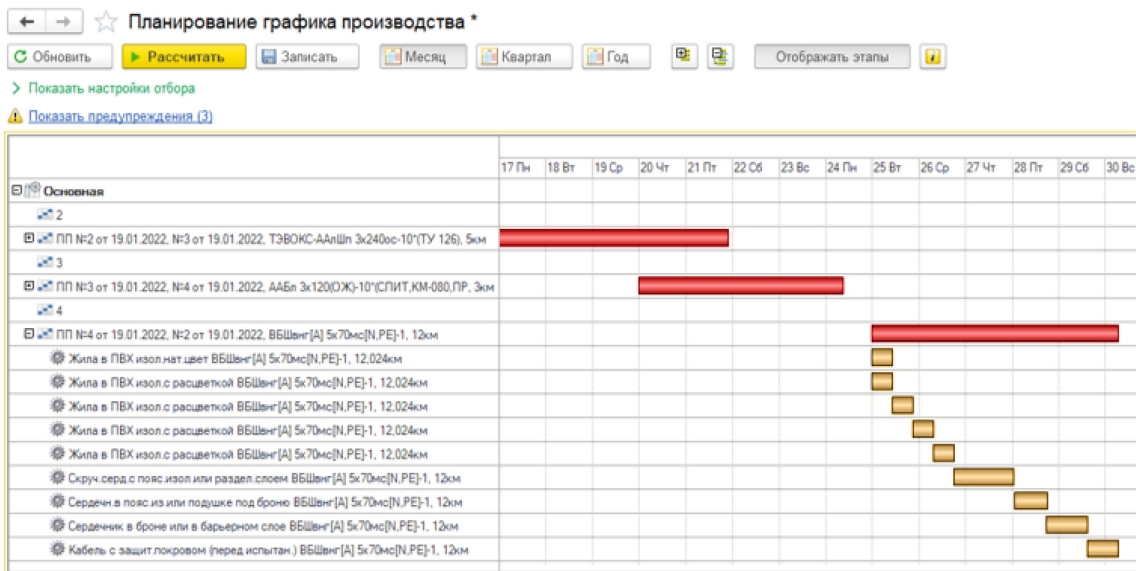 Планирование графика производства *
Обновить Рассчитать Записать Месяц Квартал Год Отображать этапы
Показать настройки отбора
Показать предупреждения (3)
17 Пн 18 Вт 19 Ср 20 Чт 21 Пт 22 Сб 23 Вс 24 Пн 25 Вт 26 Ср 27 Чт 28 Пт 29 Сб 30 Вс
Основная
2
ПП №2 от 19.01.2022, №3 от 19.01.2022, ТЭВОКС-ААлШп 3х240ос-10*(ТУ 126), 5км
3
ПП №3 от 19.01.2022, №4 от 19.01.2022, ААБл 3х120(ОЖ)-10*(СПИТ,КМ-080,ПР, 3км
4
ПП №4 от 19.01.2022, №2 от 19.01.2022, ВБШвнг[А] 5х70мс[N,PE]-1, 12км
Жила в ПВХ изол.нат.цвет ВБШвнг[А] 5х70мс[N,PE]-1, 12,024км
Жила в ПВХ изол.с расцветкой ВБШвнг[А] 5х70мс[N,PE]-1, 12,024км
Жила в ПВХ изол.с расцветкой ВБШвнг[А] 5х70мс[N,PE]-1, 12,024км
Жила в ПВХ изол.с расцветкой ВБШвнг[А] 5х70мс[N,PE]-1, 12,024км
Жила в ПВХ изол.с расцветкой ВБШвнг[А] 5х70мс[N,PE]-1, 12,024км
Скруч.серд.с пояс.изол.или раздел.слоем ВБШвнг[А] 5х70мс[N,PE]-1, 12км
Сердечн.в пояс.из.или подушке под броню ВБШвнг[А] 5х70мс[N,PE]-1, 12км
Сердечник в броне или в барьерном слое ВБШвнг[А] 5х70мс[N,PE]-1, 12км
Кабель с защит.покровом (перед испытан.) ВБШвнг[А] 5х70мс[N,PE]-1, 12км